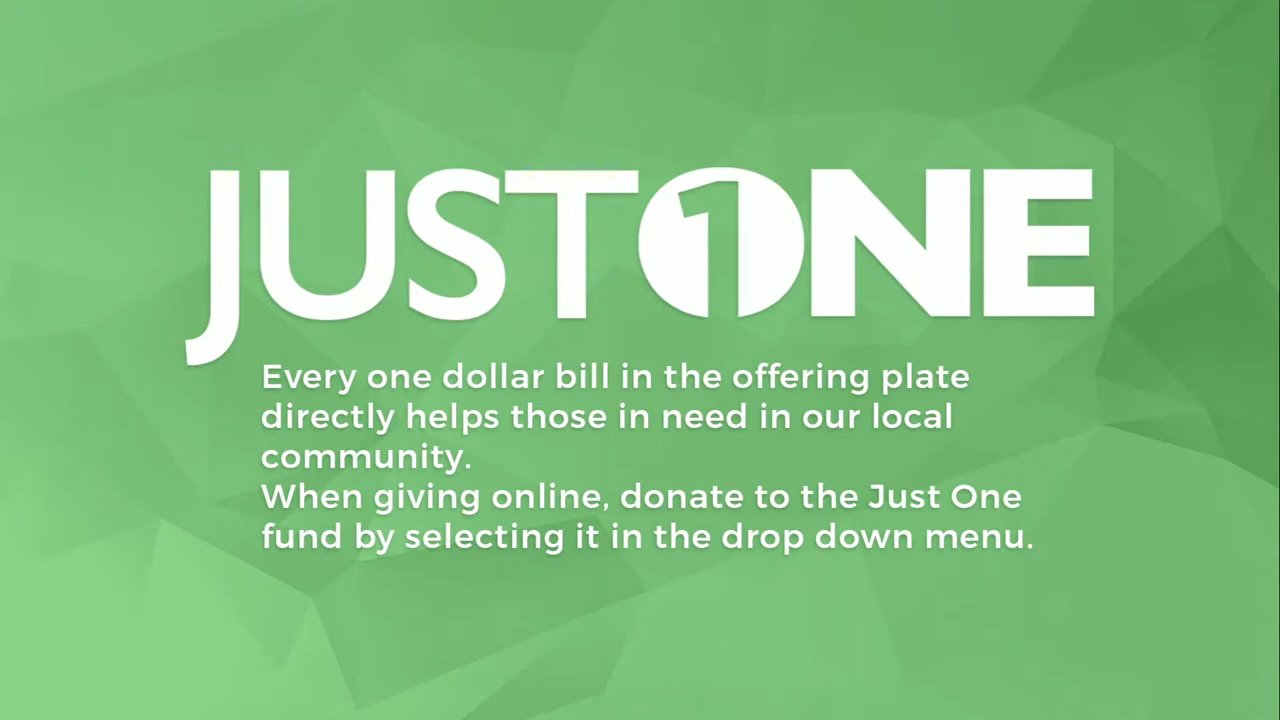 JUST1ONE
Every one dollar bill in the offering plate
directly helps those in need in our local
community.
When giving online, donate to the Just One
fund by selecting it in the drop down menu.